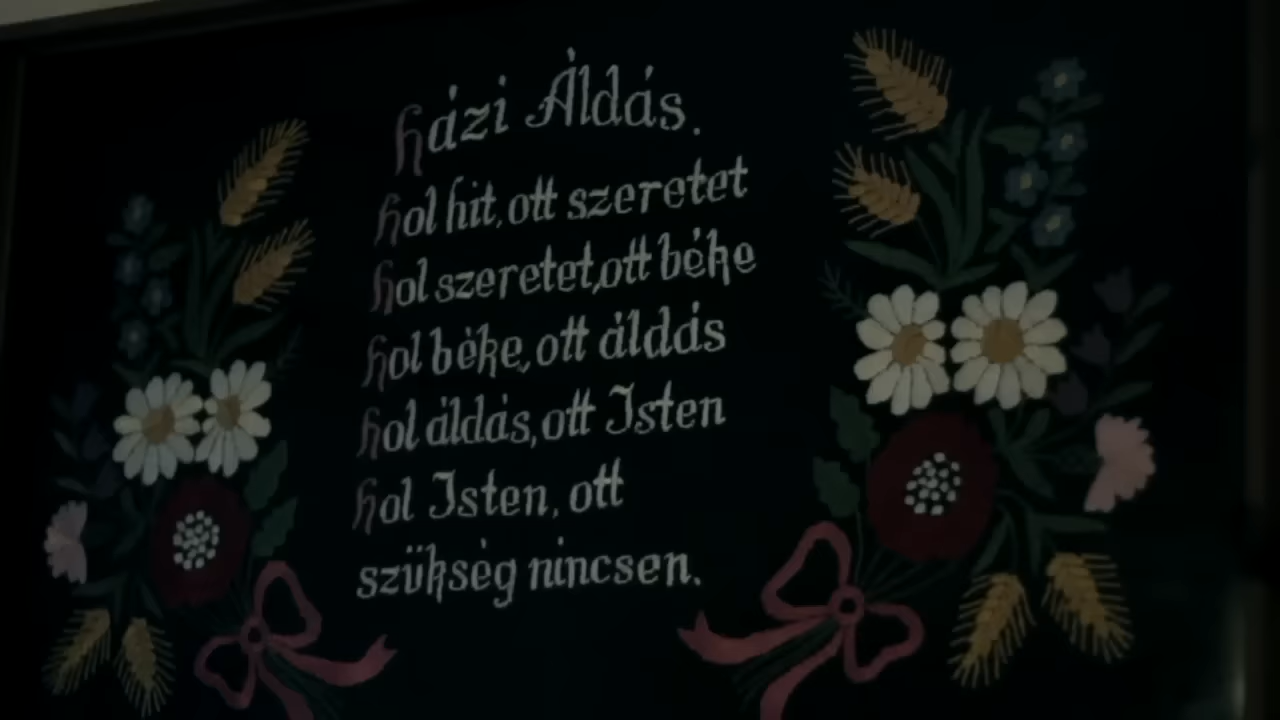 házi Áldás.
hol hit, ott szeretet
hol szeretet, ott béke
hol béke, ott áldás
hol áldás, ott Isten
hol Isten, ott
szükség nincsen.